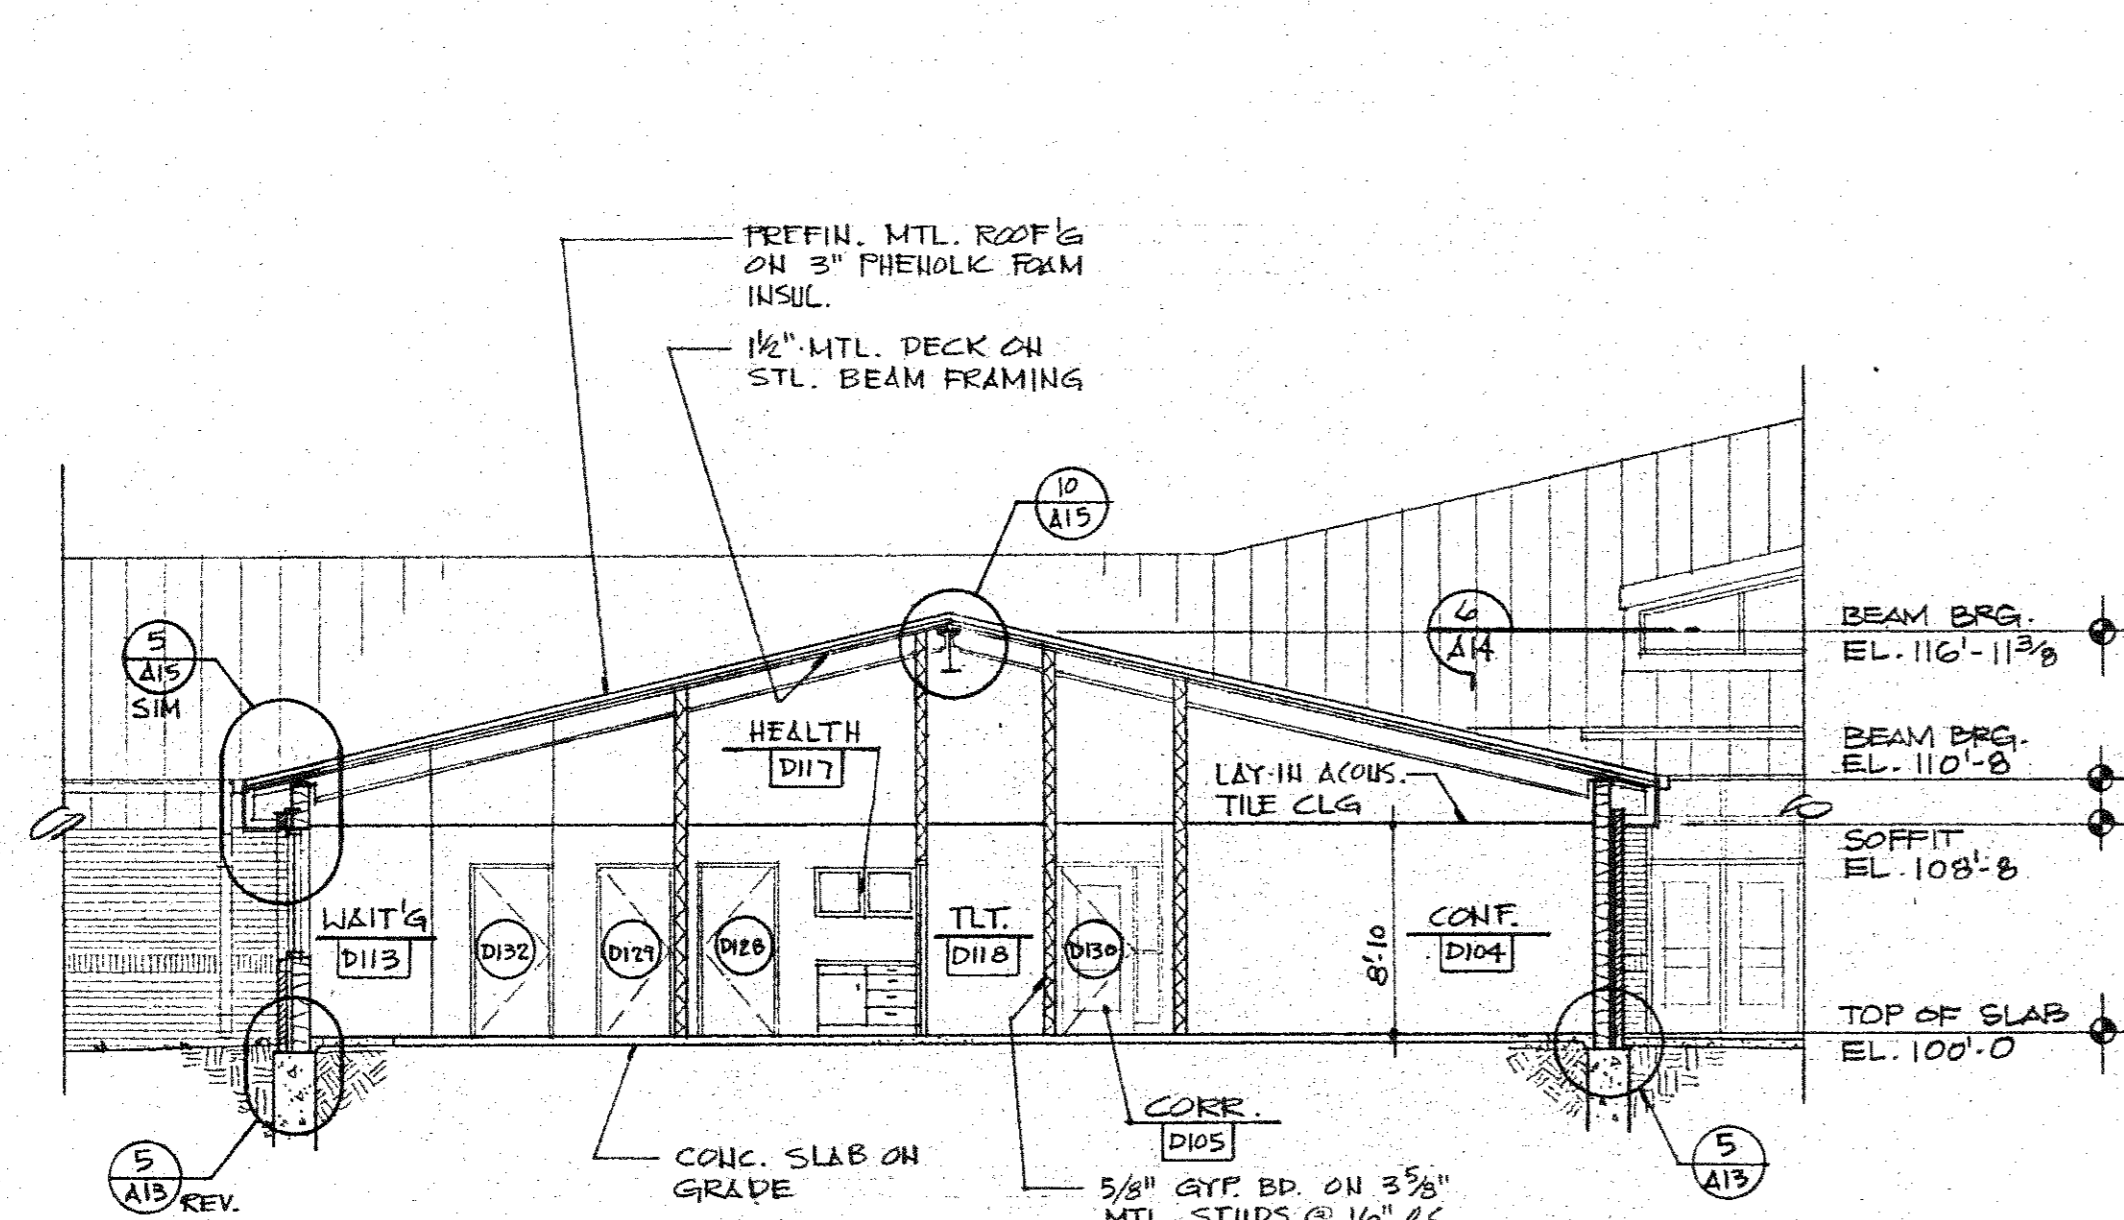 PREFIN. MTL. ROOF'G
ON 3" PHENOLIC FOAM
INSUL.
1½" MTL. DECK ON
STL. BEAM FRAMING
10
A15
5
A15
SIM
6
A14
BEAM BRG.
EL. 116'-11⅜
HEALTH
D117
BEAM BRG.
EL. 110'-8
LAY-IN ACOUS.
TILE CLG
SOFFIT
EL. 108'-8
WAIT'G
D113
D132
D129
D128
TLT.
D118
D130
8'-10
CONF.
D104
TOP OF SLAB
EL. 100'-0
CORR.
D105
5
A13
REV.
CONC. SLAB ON
GRADE
5
A13
5/8" GYP. BD. ON 3⅝"
MTL. STUDS @ 16" OC